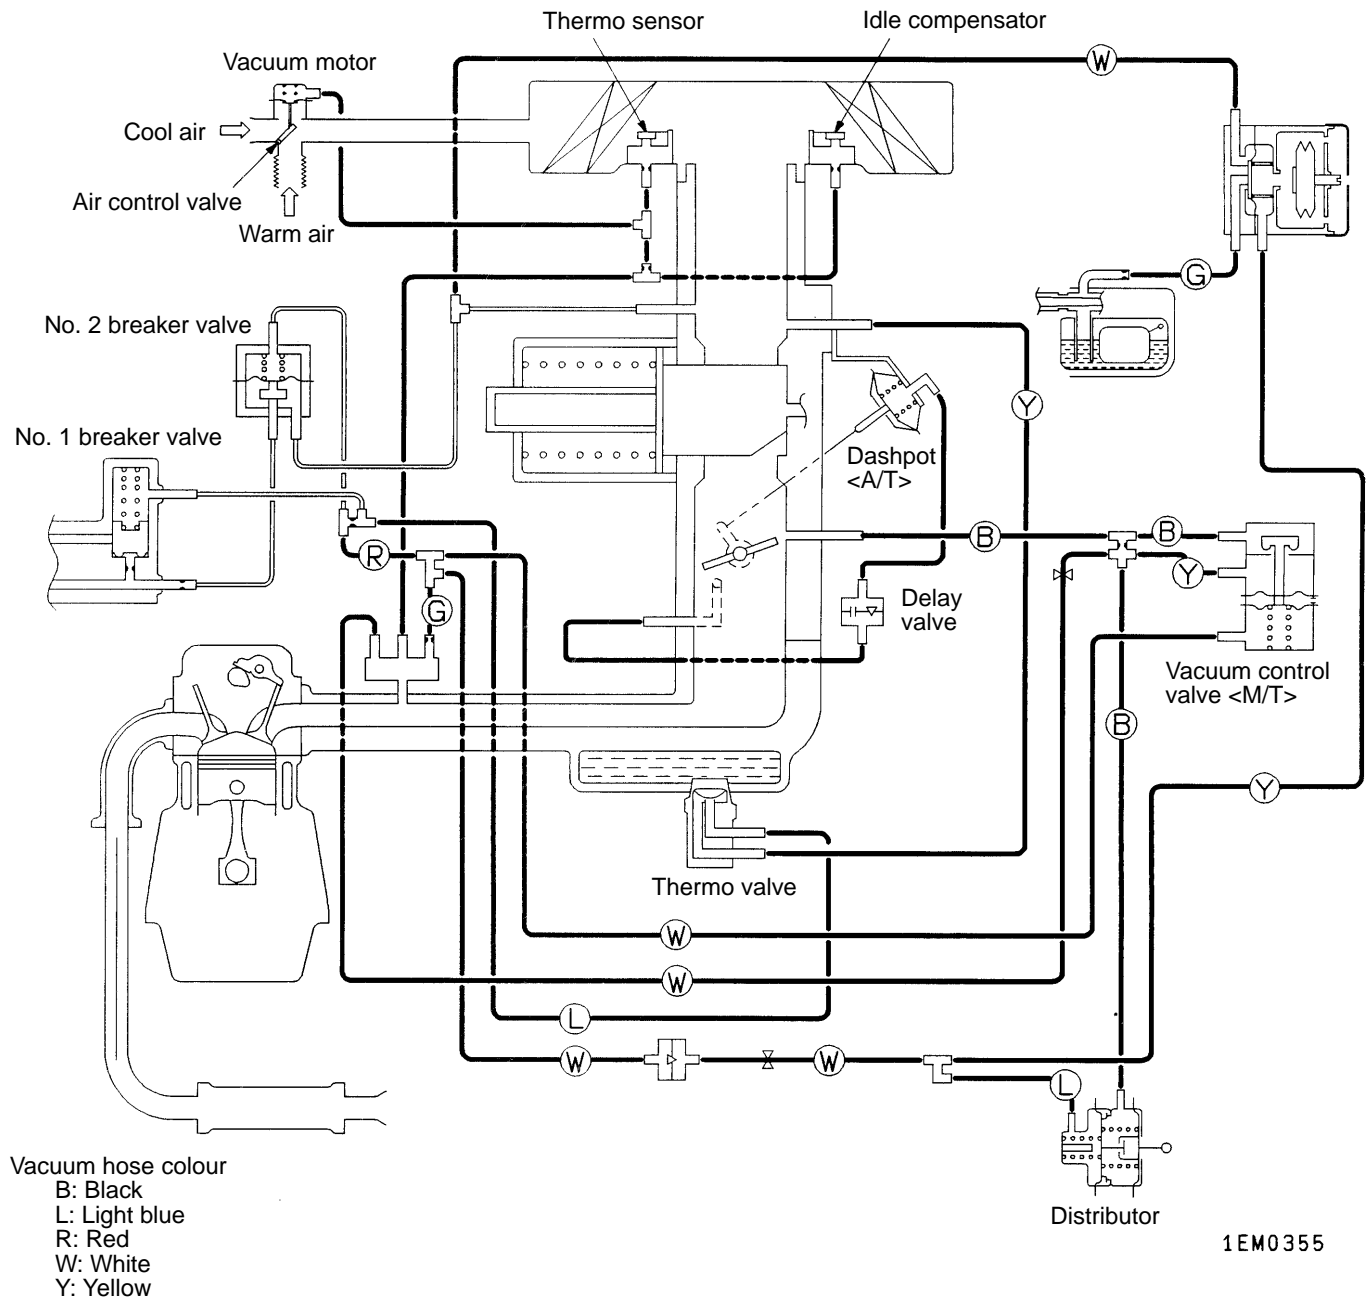 Thermo sensor
Idle compensator
Vacuum motor
W
Cool air
Air control valve
Warm air
G
No. 2 breaker valve
Y
No. 1 breaker valve
Dashpot
<A/T>
B
B
R
Y
G
Delay
valve
Vacuum control
valve <M/T>
B
Y
Thermo valve
W
W
L
W
W
L
Vacuum hose colour
B: Black
L: Light blue
R: Red
W: White
Y: Yellow
Distributor
1EM0355